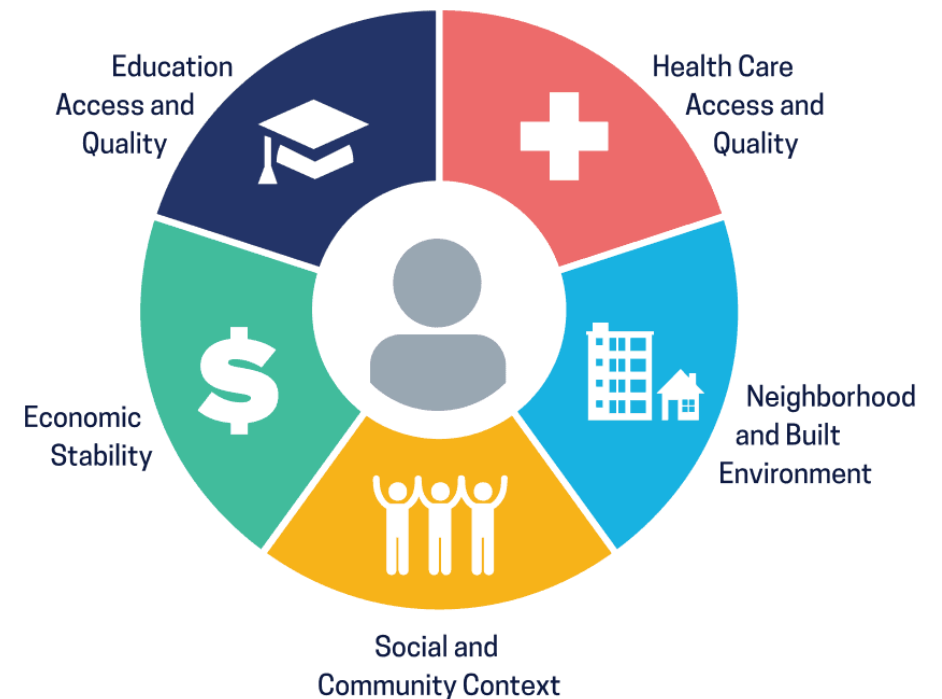 Education
Access and
Quality
Health Care
Access and
Quality
Economic
Stability
Neighborhood
and Built
Environment
Social and
Community Context